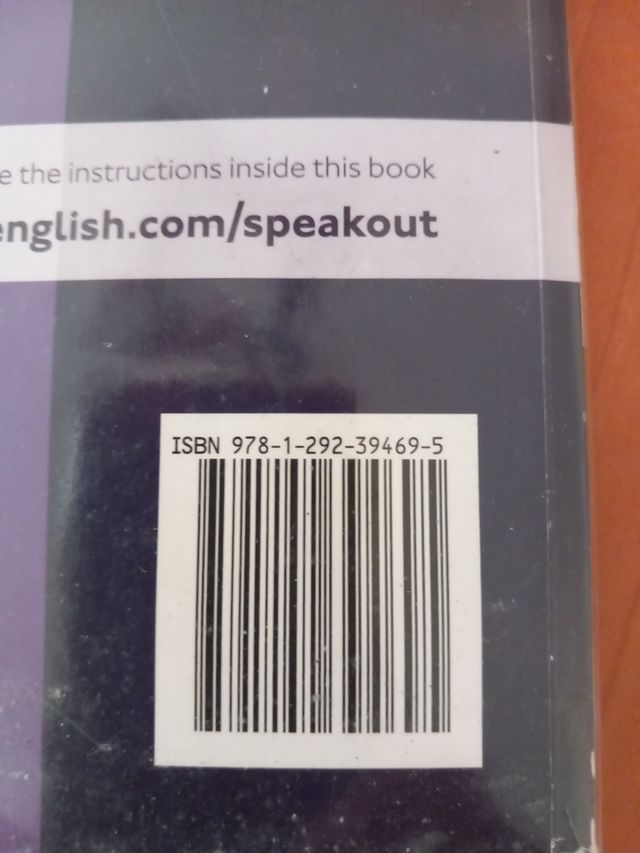 e the instructions inside this book
english.com/speakout
ISBN 978-1-292-39469-5